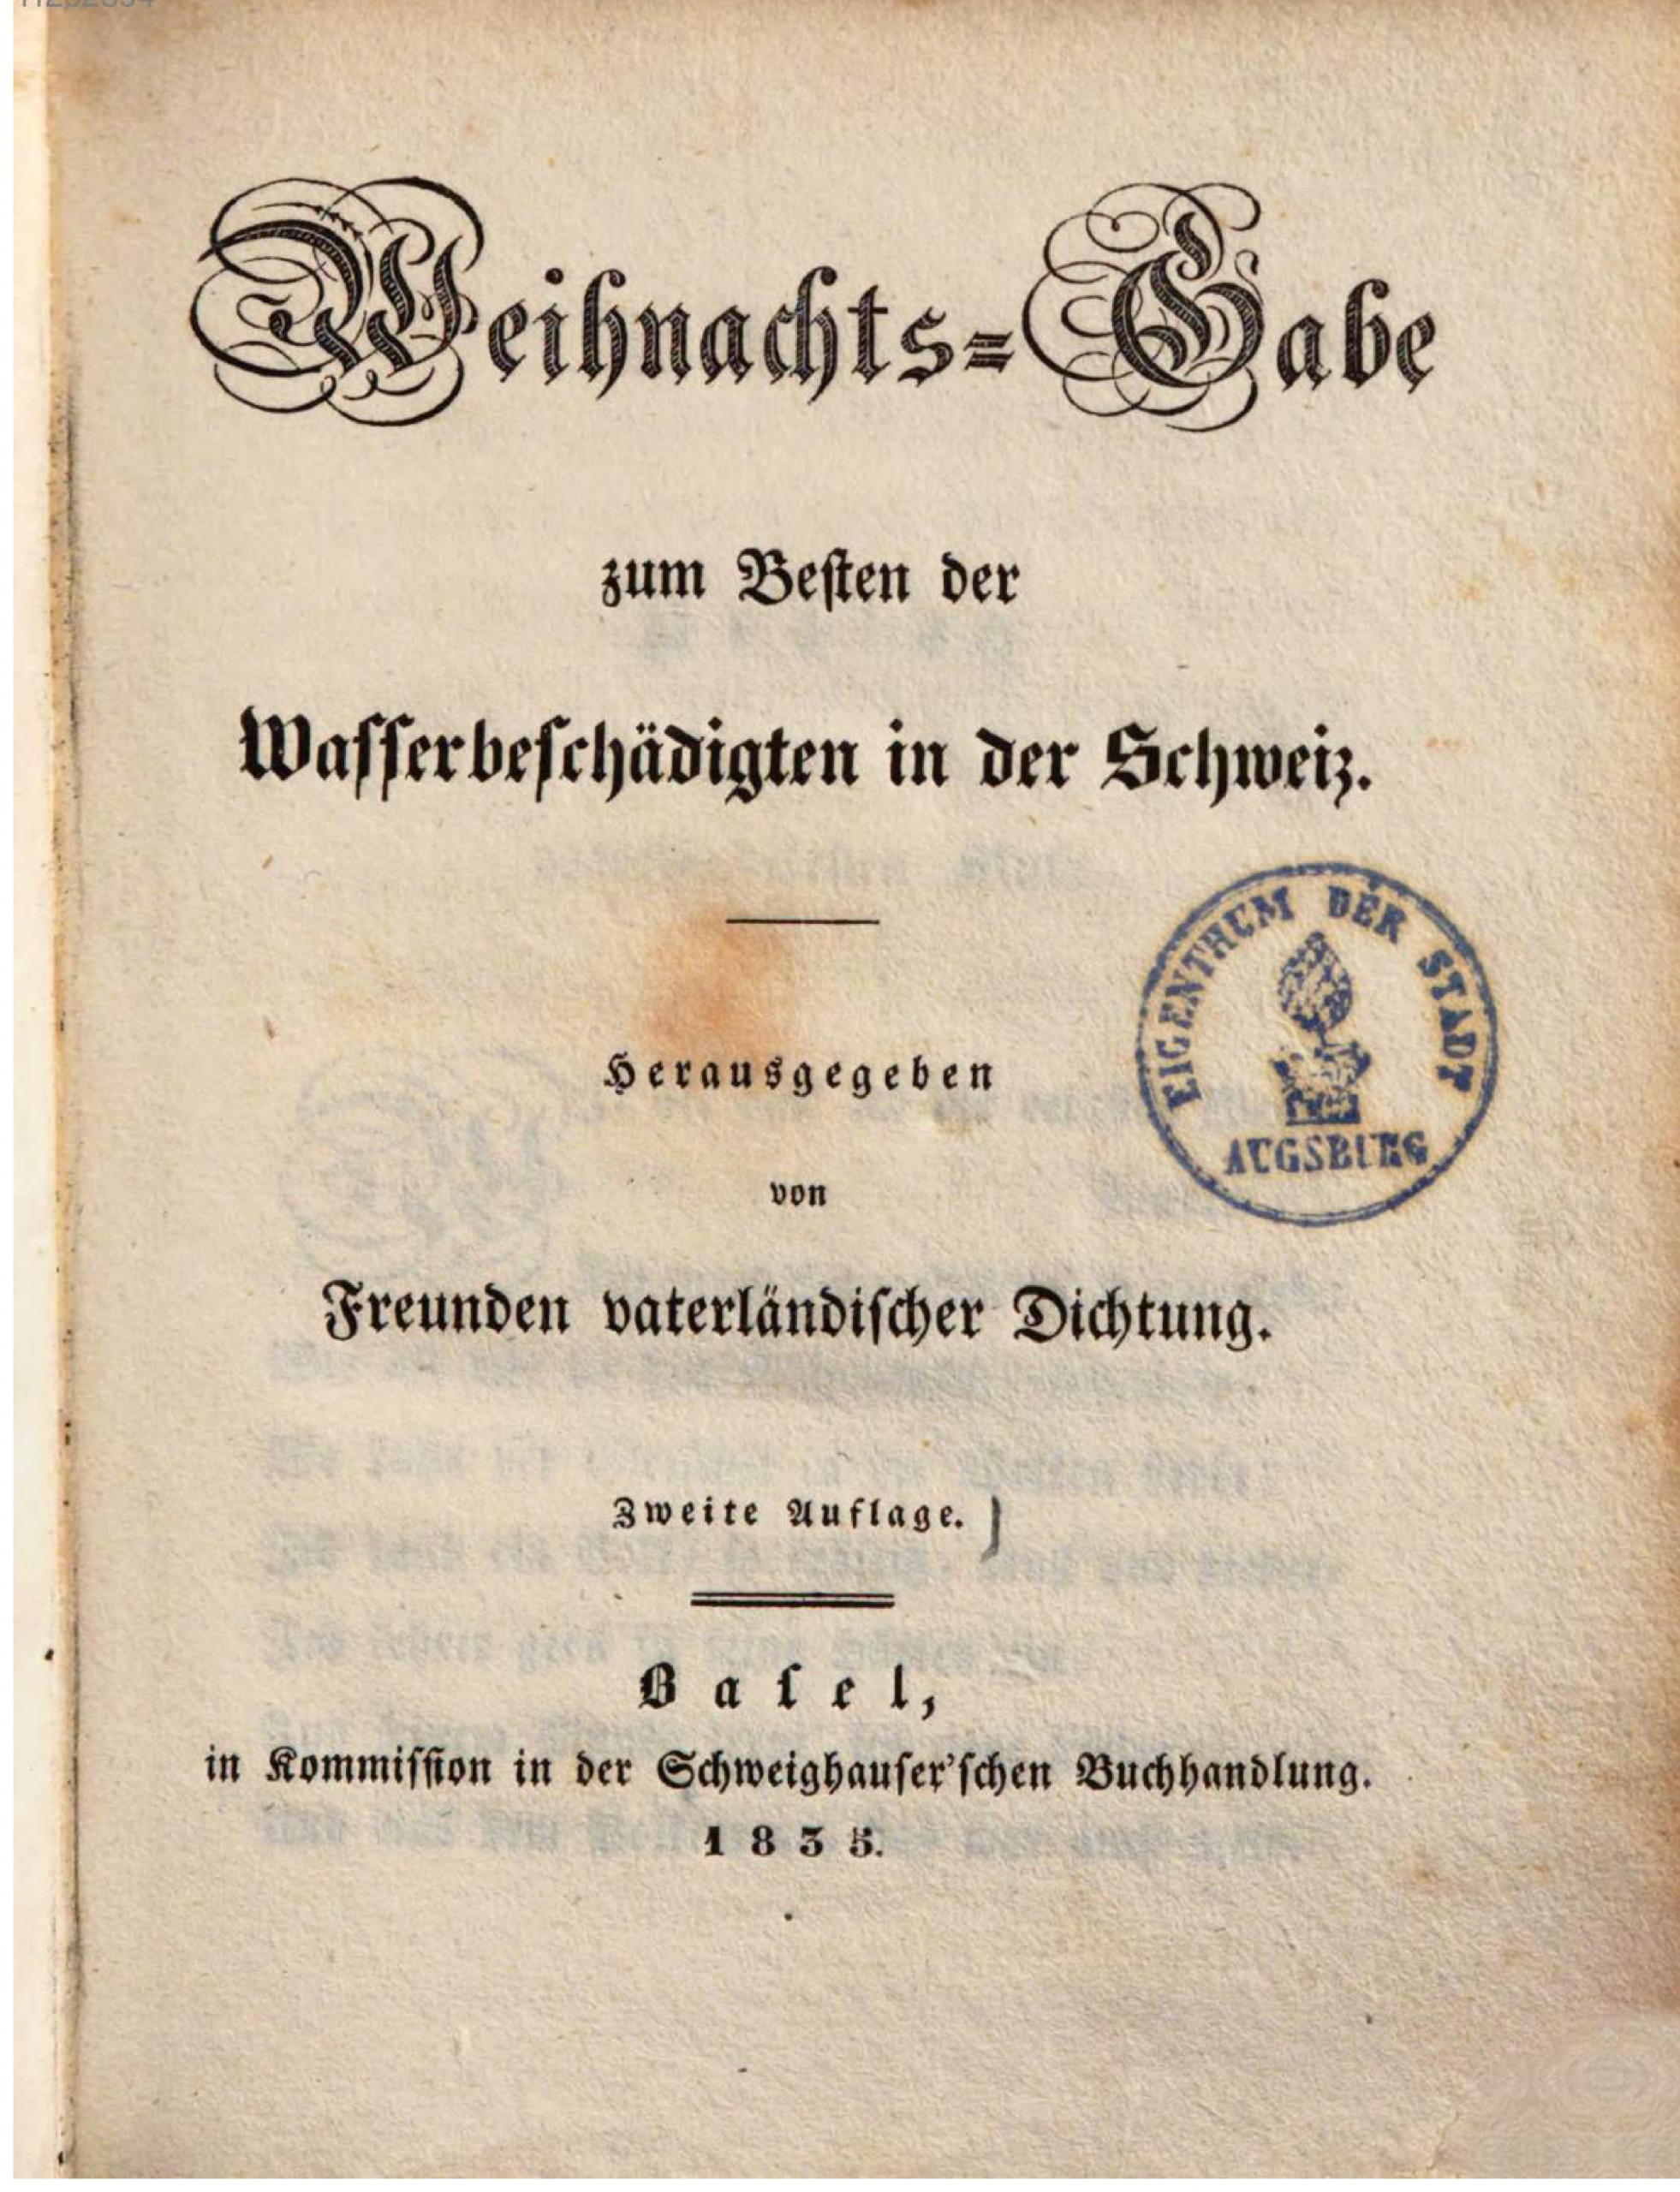 Weihnachts=Gabe
zum Beſten der
Waſſerbeſchädigten in der Schweiz.
EIGENTHUM DER STADT
AUGSBURG
Herausgegeben
von
Freunden vaterländiſcher Dichtung.
Zweite Auflage.
Baſel,
in Kommiſſion in der Schweighauſer'ſchen Buchhandlung.
1835.